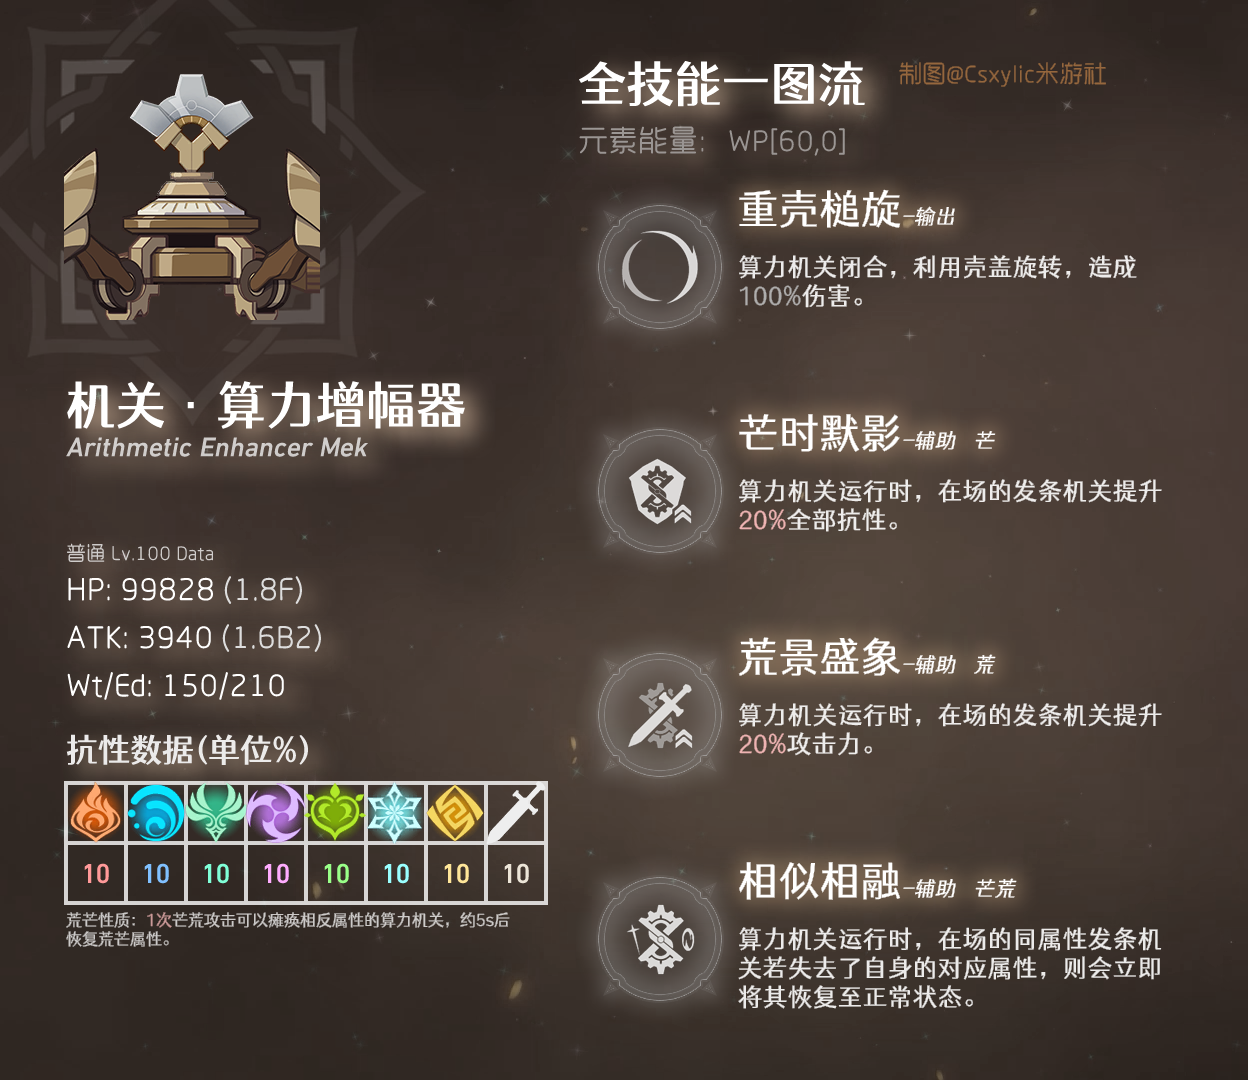 全技能一图流
制图@Csxylic米游社
元素能量： WP[60,0]
重壳槌旋-输出
算力机关闭合，利用壳盖旋转，造成
100%伤害。
芒时默影-辅助 芒
算力机关运行时，在场的发条机关提升
20%全部抗性。
荒景盛象-辅助 荒
算力机关运行时，在场的发条机关提升
20%攻击力。
相似相融-辅助 芒荒
算力机关运行时，在场的同属性发条机
关若失去了自身的对应属性，则会立即
将其恢复至正常状态。
机关·算力增幅器
Arithmetic Enhancer Mek
普通 Lv.100 Data
HP: 99828 (1.8F)
ATK: 3940 (1.6B2)
Wt/Ed: 150/210
抗性数据(单位%)
10 10 10 10 10 10 10 10
荒芒性质：1次芒荒攻击可以瘫痪相反属性的算力机关，约5s后
恢复荒芒属性。